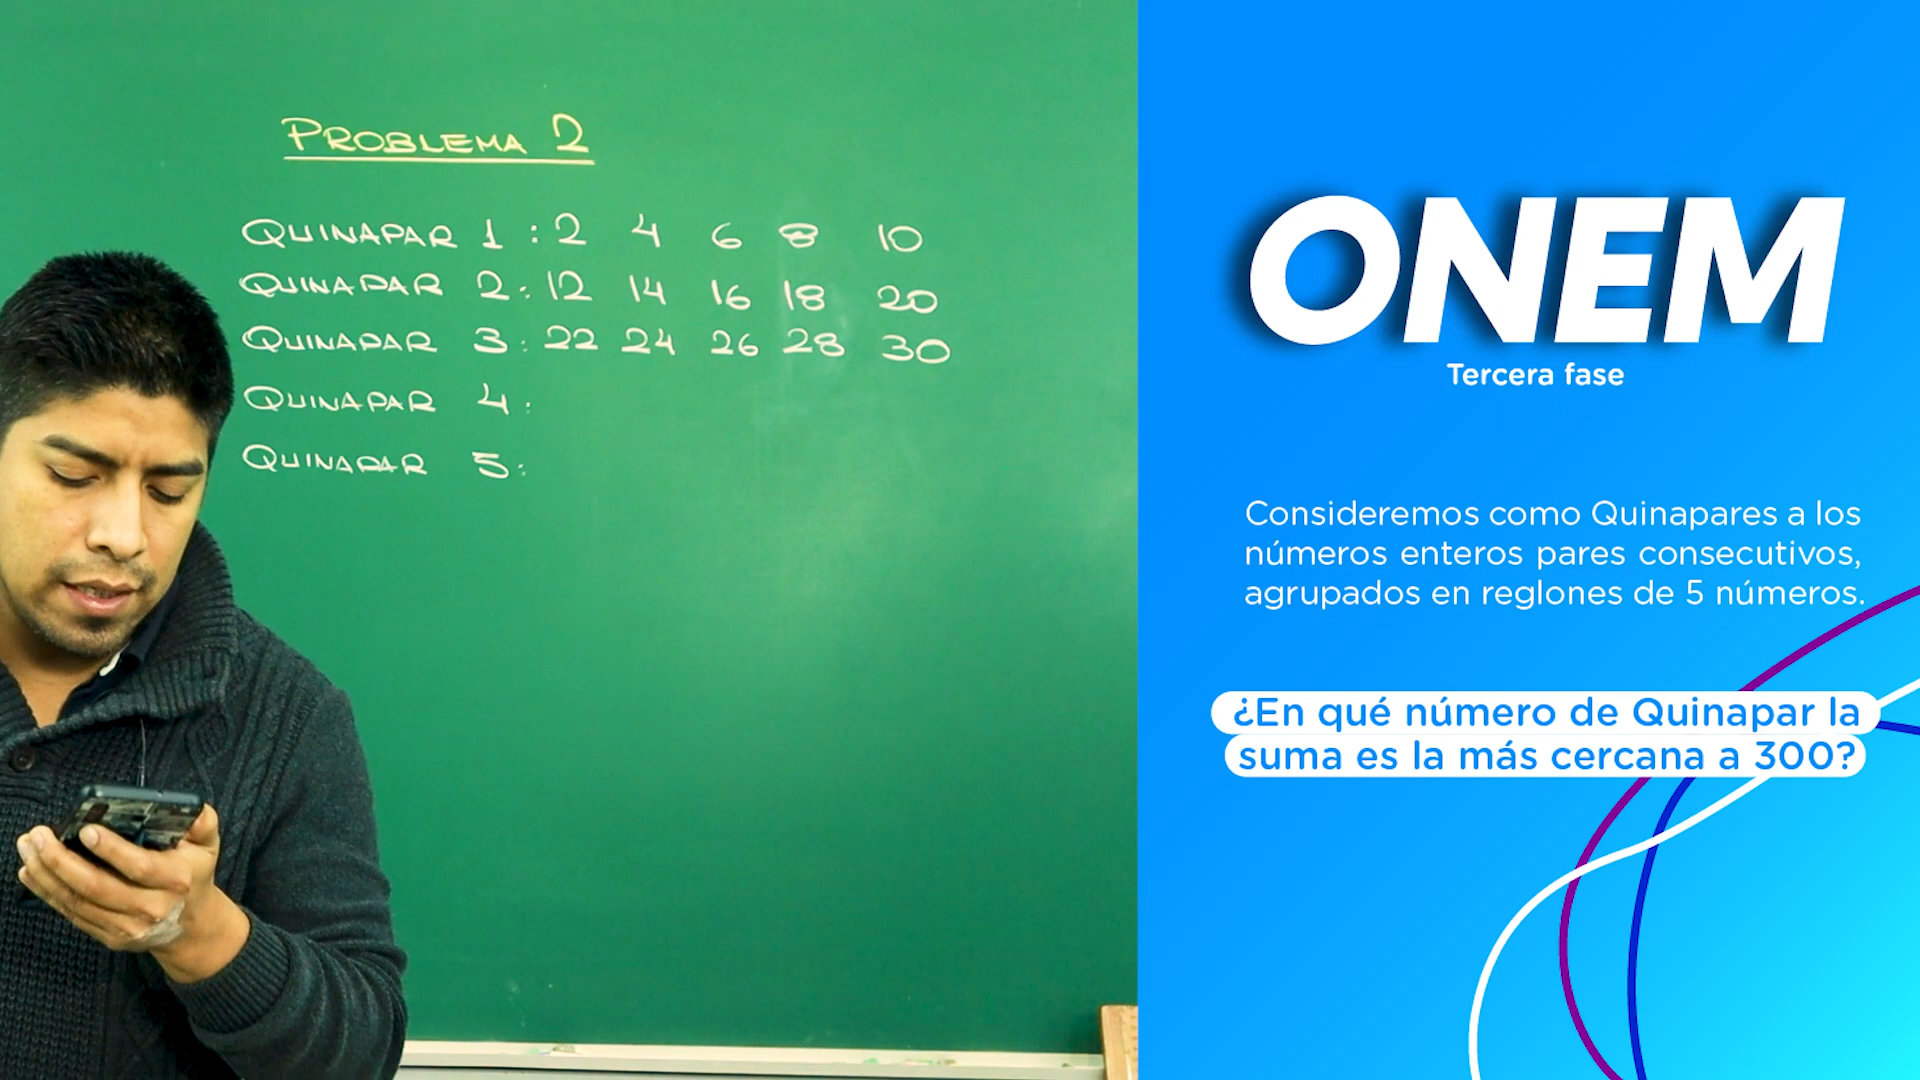 PROBLEMA 2
QUINAPAR 1 : 2 4 6 8 10
QUINAPAR 2 : 12 14 16 18 20
QUINAPAR 3 : 22 24 26 28 30
QUINAPAR 4 :
QUINAPAR 5 :
ONEM
Tercera fase
Consideremos como Quinapares a los
números enteros pares consecutivos,
agrupados en reglones de 5 números.
¿En qué número de Quinapar la
suma es la más cercana a 300?